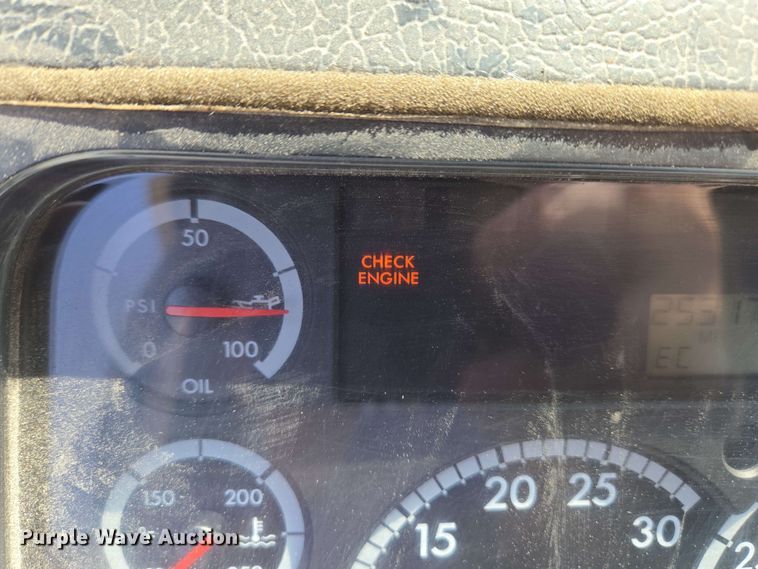 50
PSI
0 100
OIL
CHECK
ENGINE
EC
150 200
15 20 25 30
Purple Wave Auction